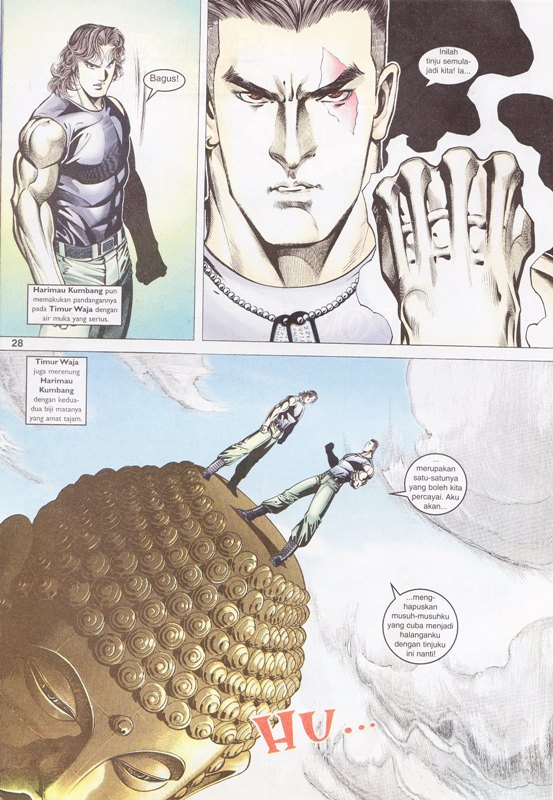 Bagus!
Harimau Kumbang pun
memakukan pandangannya
pada Timur Waja dengan
air muka yang serius.
Inilah
tinju semula-
jadi kita! Ia...
28
Timur Waja
juga merenung
Harimau
Kumbang
dengan kedua-
dua biji matanya
yang amat tajam.
...
merupakan
satu-satunya
yang boleh kita
percayai. Aku
akan...
...meng-
hapuskan
musuh-musuhku
yang cuba menjadi
halanganku
dengan tinjuku
ini nanti!
HU...